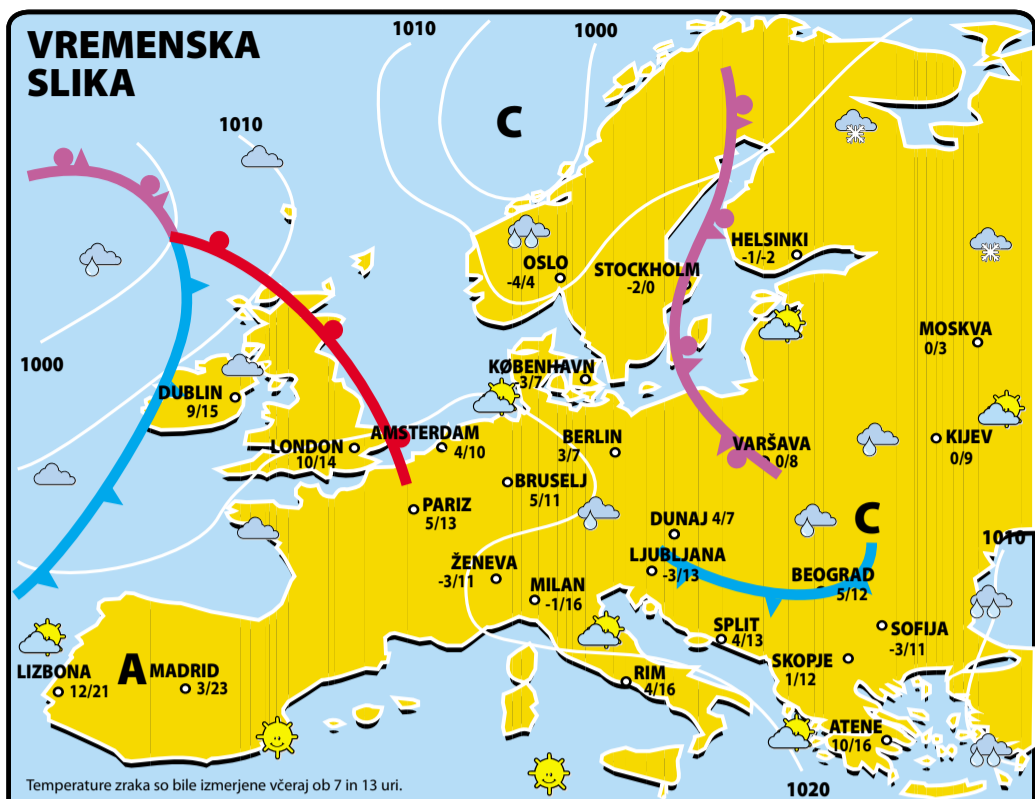 VREMENSKA
SLIKA
1010
1000
1010
C
HELSINKI
-1/-2
OSLO
-4/4
STOCKHOLM
-2/0
MOSKVA
0/3
1000
KØBENHAVN
3/7
DUBLIN
9/15
LONDON
10/14
AMSTERDAM
4/10
BERLIN
3/7
VARŠAVA
0/8
KIJEV
0/9
BRUSELJ
5/11
PARIZ
5/13
DUNAJ 4/7
C
1010
LJUBLJANA
-3/13
ŽENEVA
-3/11
MILAN
-1/16
BEOGRAD
5/12
SPLIT
4/13
SOFIJA
-3/11
SKOPJE
1/12
LIZBONA
12/21
A
MADRID
3/23
RIM
4/16
ATENE
10/16
Temperature zraka so bile izmerjene včeraj ob 7 in 13 uri.
1020